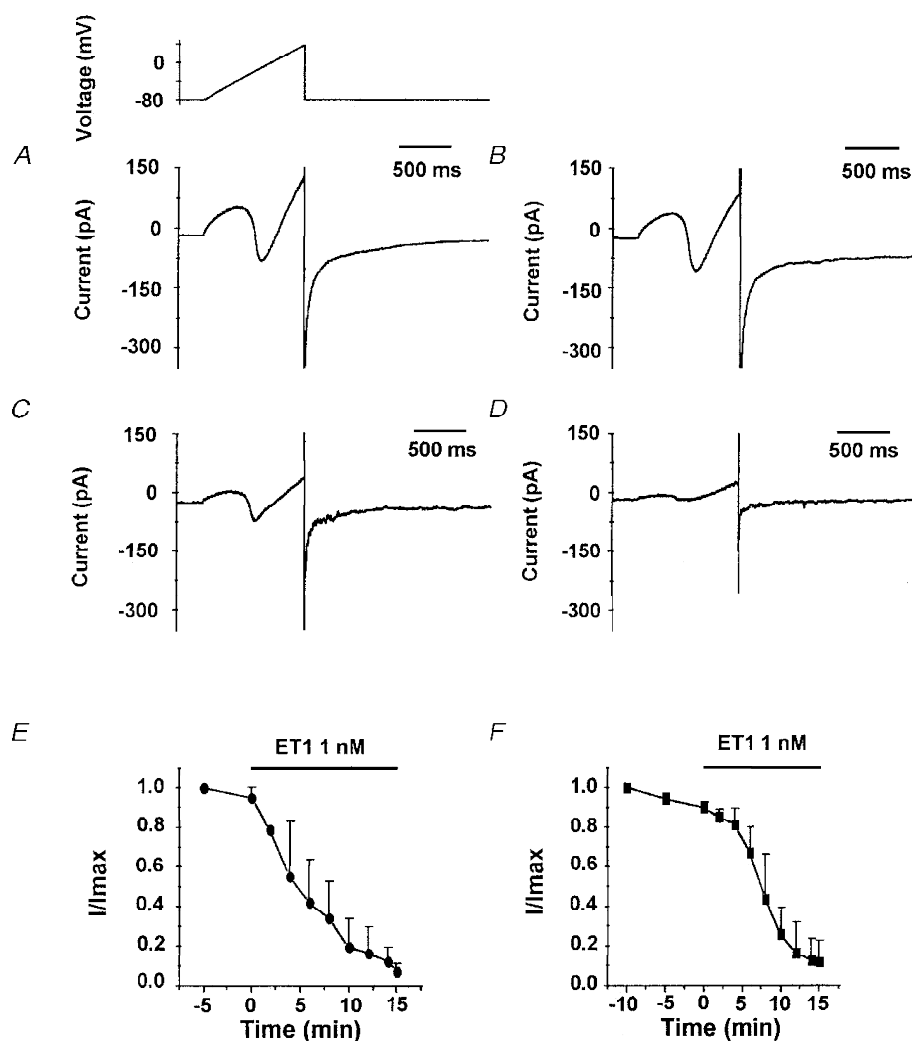 Voltage (mV)
0
-80
A
500 ms
150
0
-150
-300
Current (pA)
B
500 ms
150
0
-150
-300
Current (pA)
C
500 ms
150
0
-150
-300
Current (pA)
D
500 ms
150
0
-150
-300
Current (pA)
E
ET1 1 nM
1.0
0.8
0.6
0.4
0.2
0.0
I/Imax
-5 0 5 10 15
Time (min)
F
ET1 1 nM
1.0
0.8
0.6
0.4
0.2
0.0
I/Imax
-10 -5 0 5 10 15
Time (min)